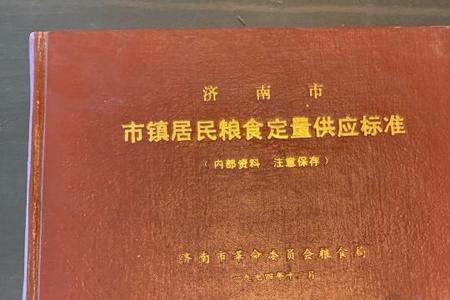 济南市
市镇居民粮食定量供应标准
（内部资料 注意保存）
济南市革命委员会粮食局
一九七四年十二月